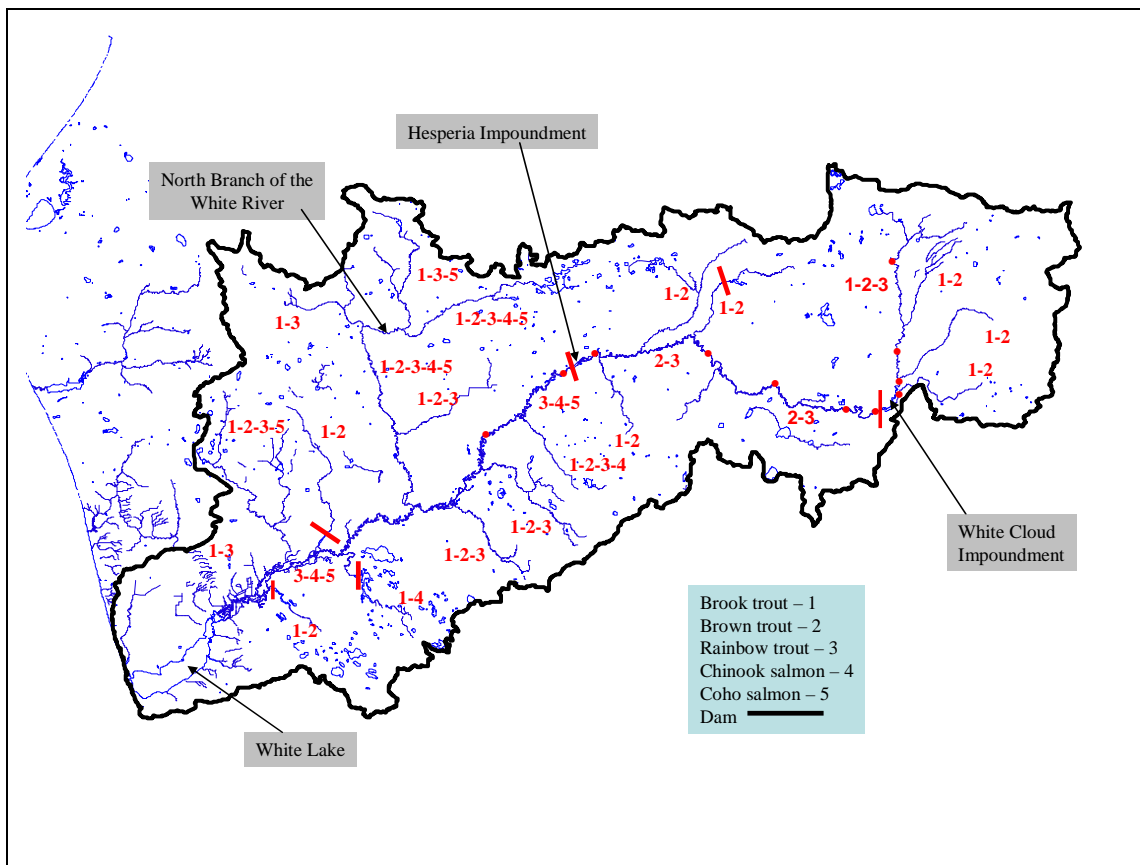 Hesperia Impoundment
North Branch of the
White River
1-3-5
1-2-3
1-2
1-2
1-2
1-3
1-2-3-4-5
1-2
1-2-3-4-5
2-3
1-2
1-2-3
3-4-5
1-2-3-5
1-2
2-3
1-2
1-2-3-4
1-2-3
White Cloud
Impoundment
1-3
1-2-3
3-4-5
1-4
1-2
Brook trout – 1
Brown trout – 2
Rainbow trout – 3
Chinook salmon – 4
Coho salmon – 5
Dam
White Lake